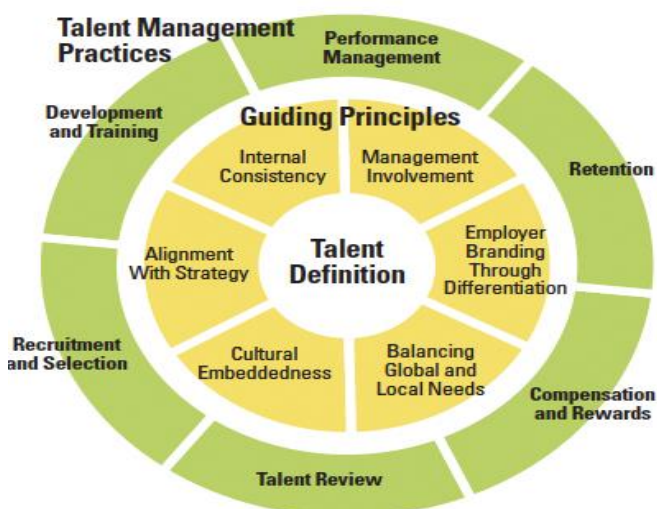 Talent Management
Practices
Performance
Management
Development
and Training
Guiding Principles
Internal
Consistency
Management
Involvement
Retention
Alignment
With Strategy
Talent
Definition
Employer
Branding
Through
Differentiation
Recruitment
and Selection
Cultural
Embeddedness
Balancing
Global and
Local Needs
Compensation
and Rewards
Talent Review